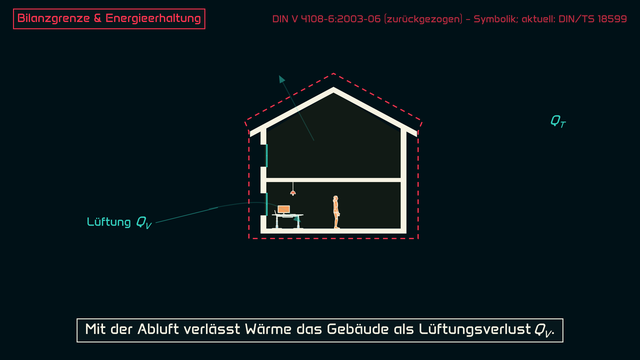 Bilanzgrenze & Energieerhaltung
DIN V 4108-6:2003-06 (zurückgezogen) – Symbolik; aktuell: DIN/TS 18599
Q_T
Lüftung Q_V
Mit der Abluft verlässt Wärme das Gebäude als Lüftungsverlust Q_V.